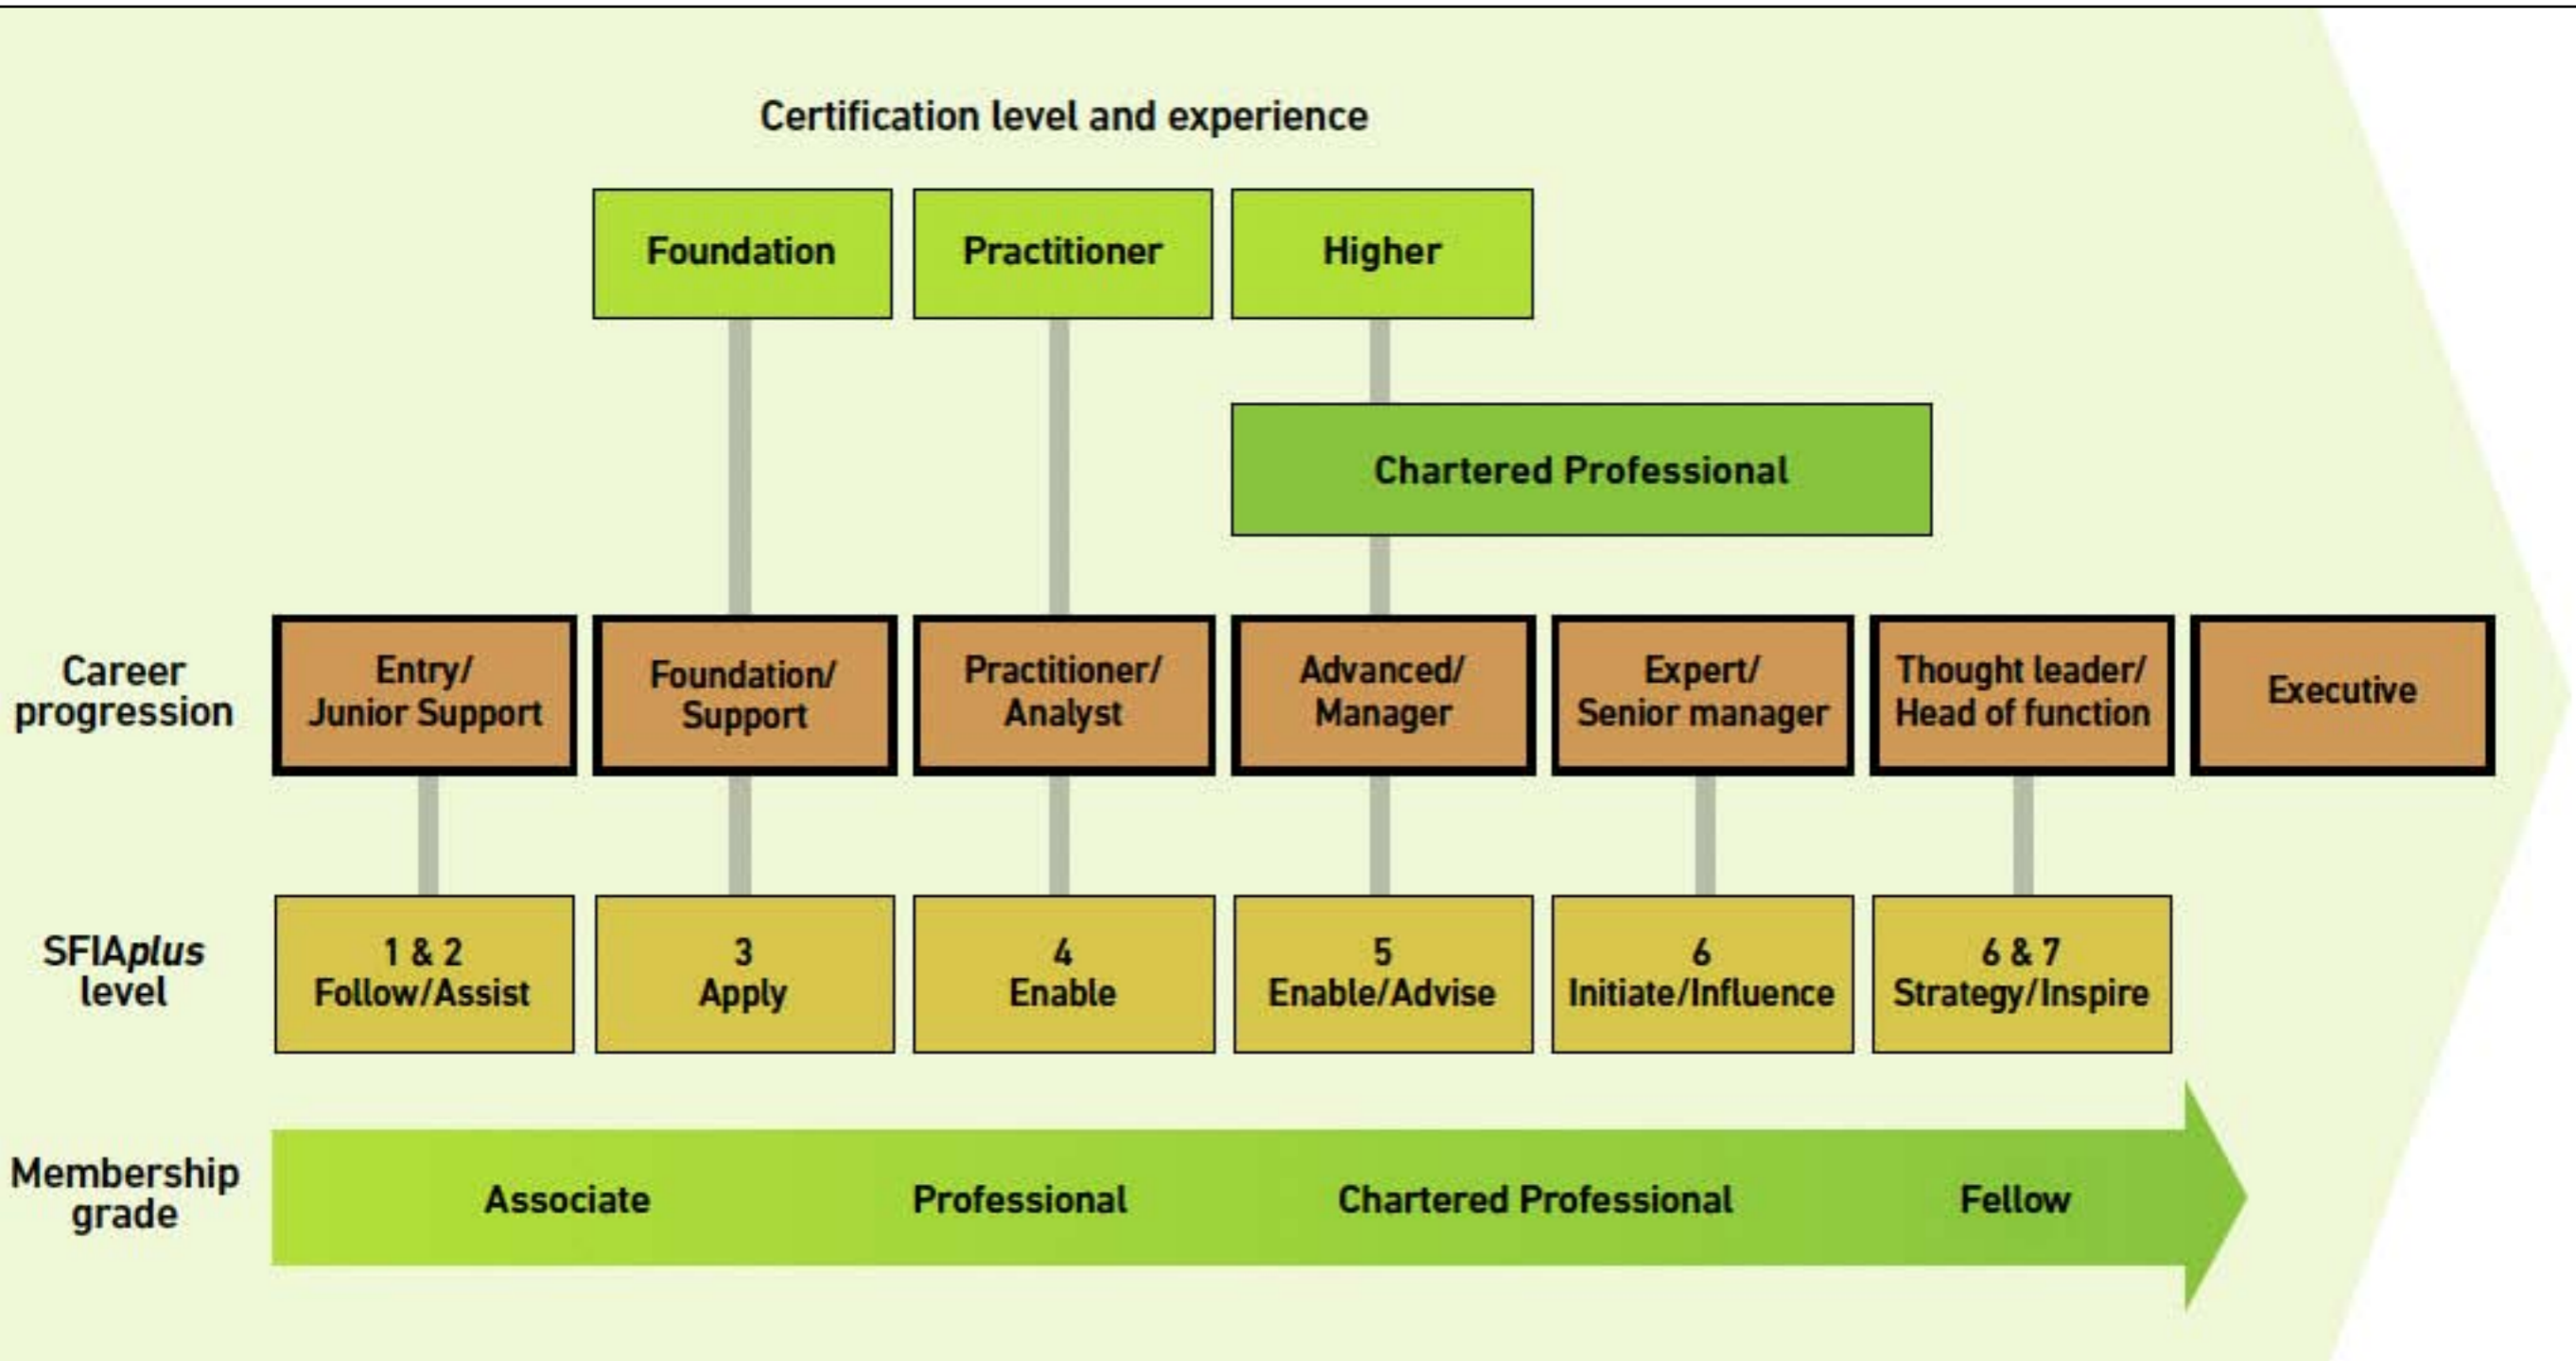 Certification level and experience
Foundation
Practitioner
Higher
Chartered Professional
Career
progression
Entry/
Junior Support
Foundation/
Support
Practitioner/
Analyst
Advanced/
Manager
Expert/
Senior manager
Thought leader/
Head of function
Executive
SFIAplus
level
1 & 2
Follow/Assist
3
Apply
4
Enable
5
Enable/Advise
6
Initiate/Influence
6 & 7
Strategy/Inspire
Membership
grade
Associate
Professional
Chartered Professional
Fellow